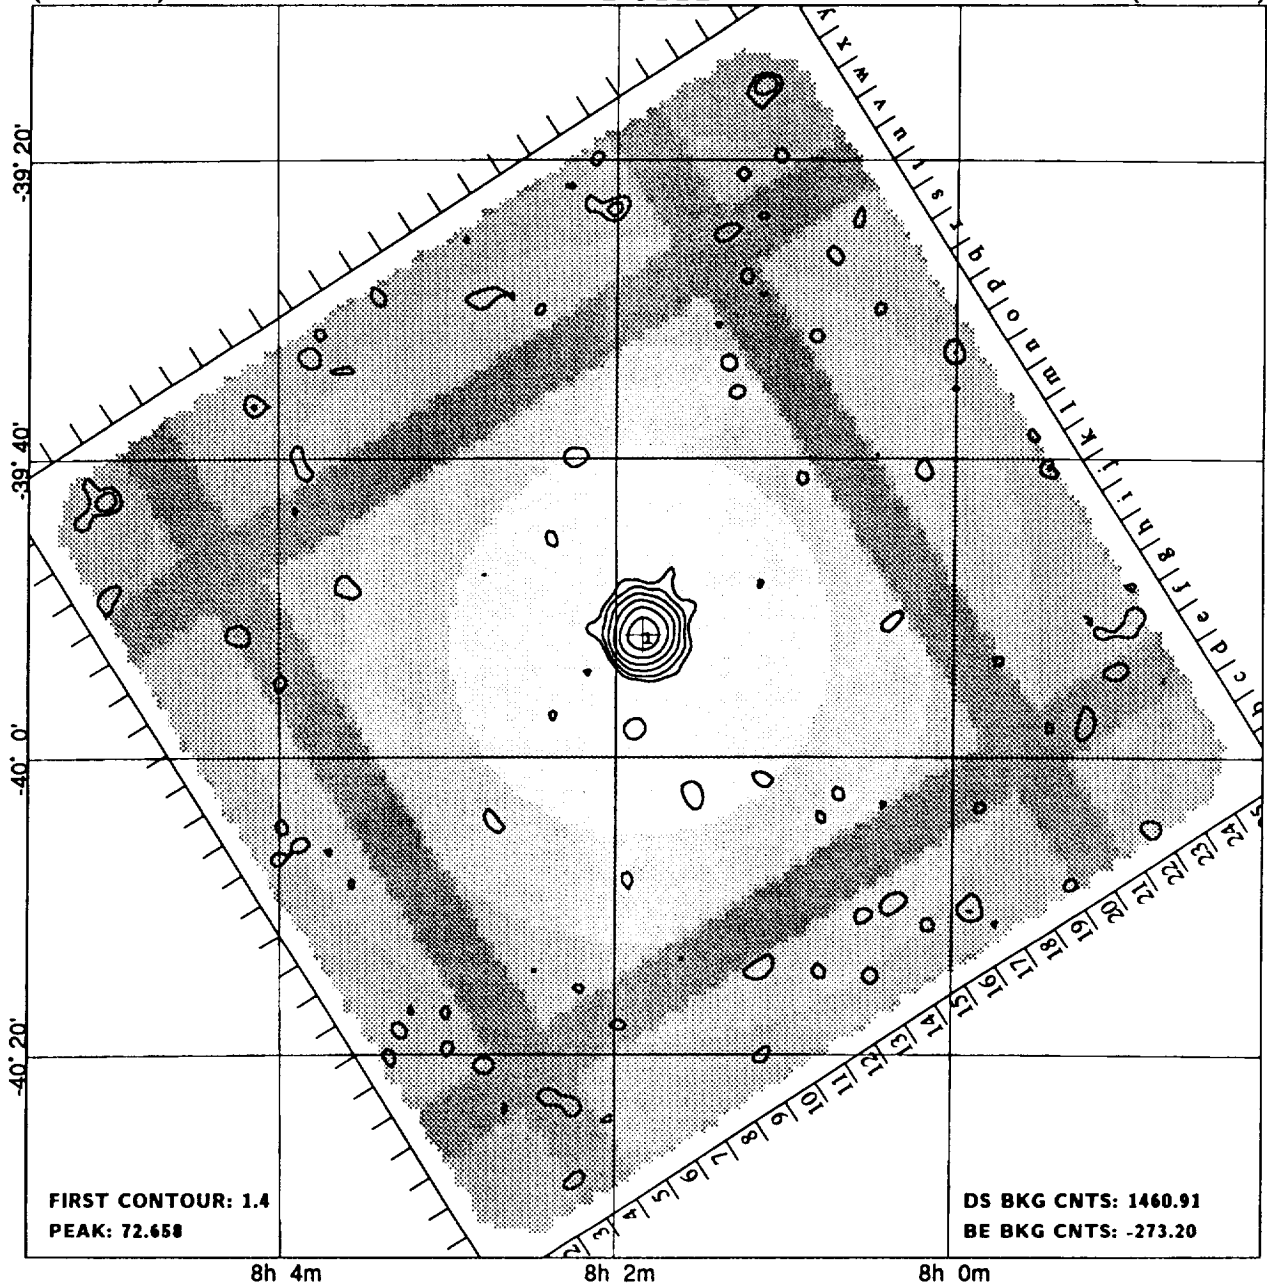 y x w v u t s r q p o n m l k j i h g f e d c b
-39° 20'
-39° 40'
1
-40° 0'
-40° 20'
2 3 4 5 6 7 8 9 10 11 12 13 14 15 16 17 18 19 20 21 22 23 24 25
FIRST CONTOUR: 1.4
PEAK: 72.658
DS BKG CNTS: 1460.91
BE BKG CNTS: -273.20
8h 4m
8h 2m
8h 0m